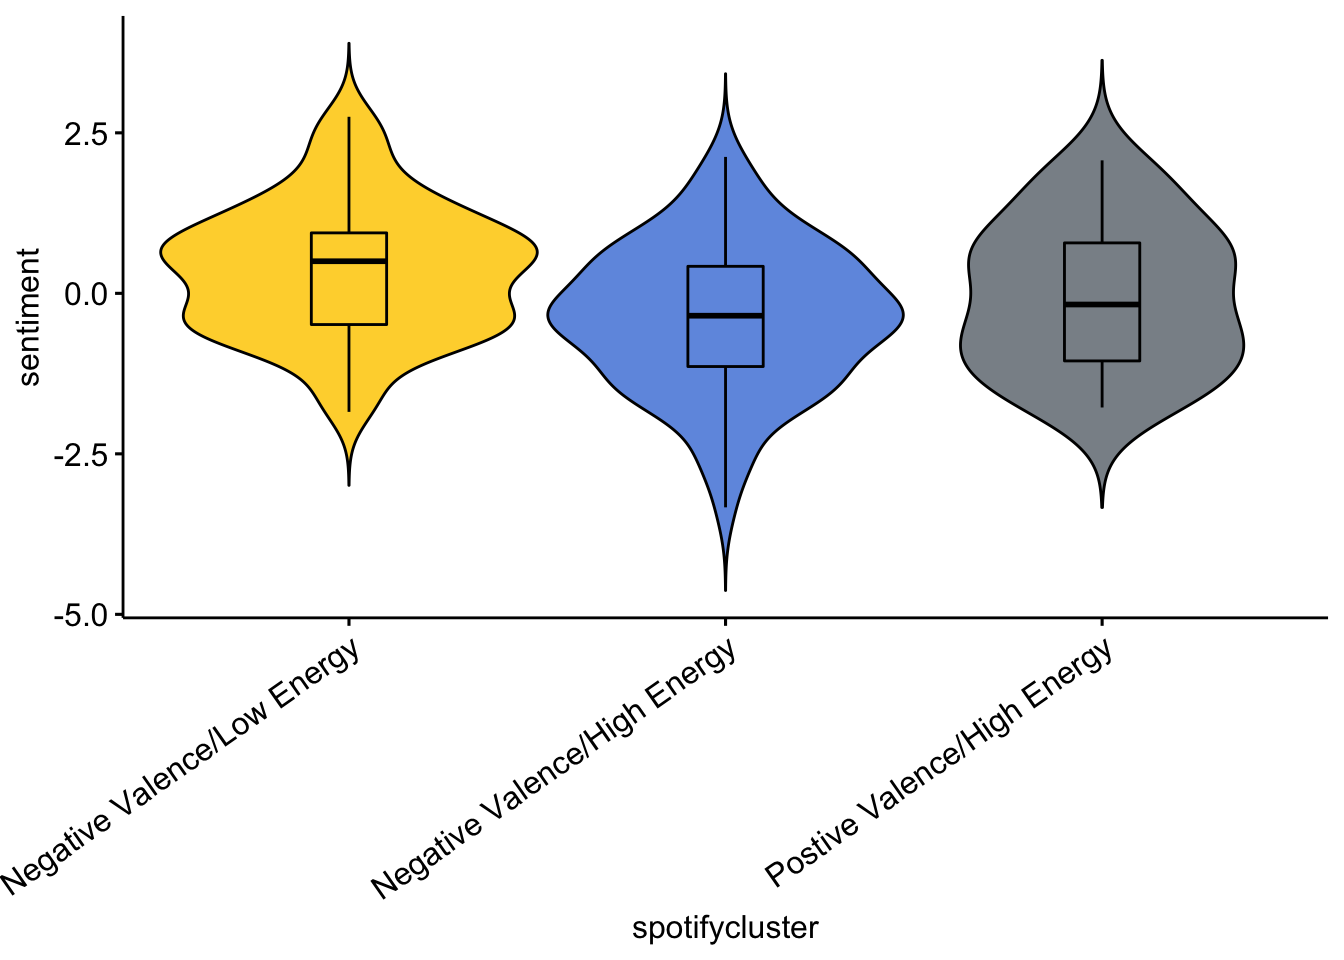 sentiment
2.5
0.0
-2.5
-5.0
Negative Valence/Low Energy
Negative Valence/High Energy
Postive Valence/High Energy
spotifycluster